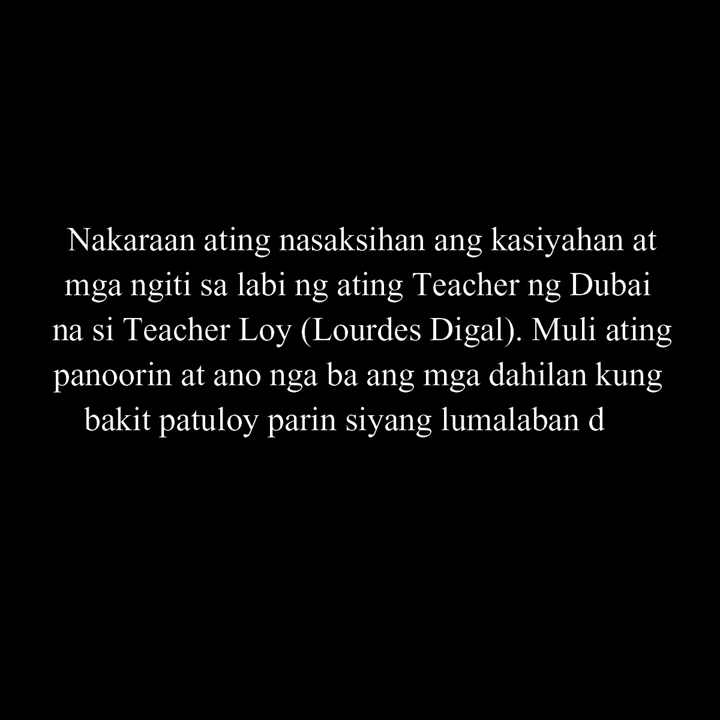 Nakaraan ating nasaksihan ang kasiyahan at
mga ngiti sa labi ng ating Teacher ng Dubai
na si Teacher Loy (Lourdes Digal). Muli ating
panoorin at ano nga ba ang mga dahilan kung
bakit patuloy parin siyang lumalaban d